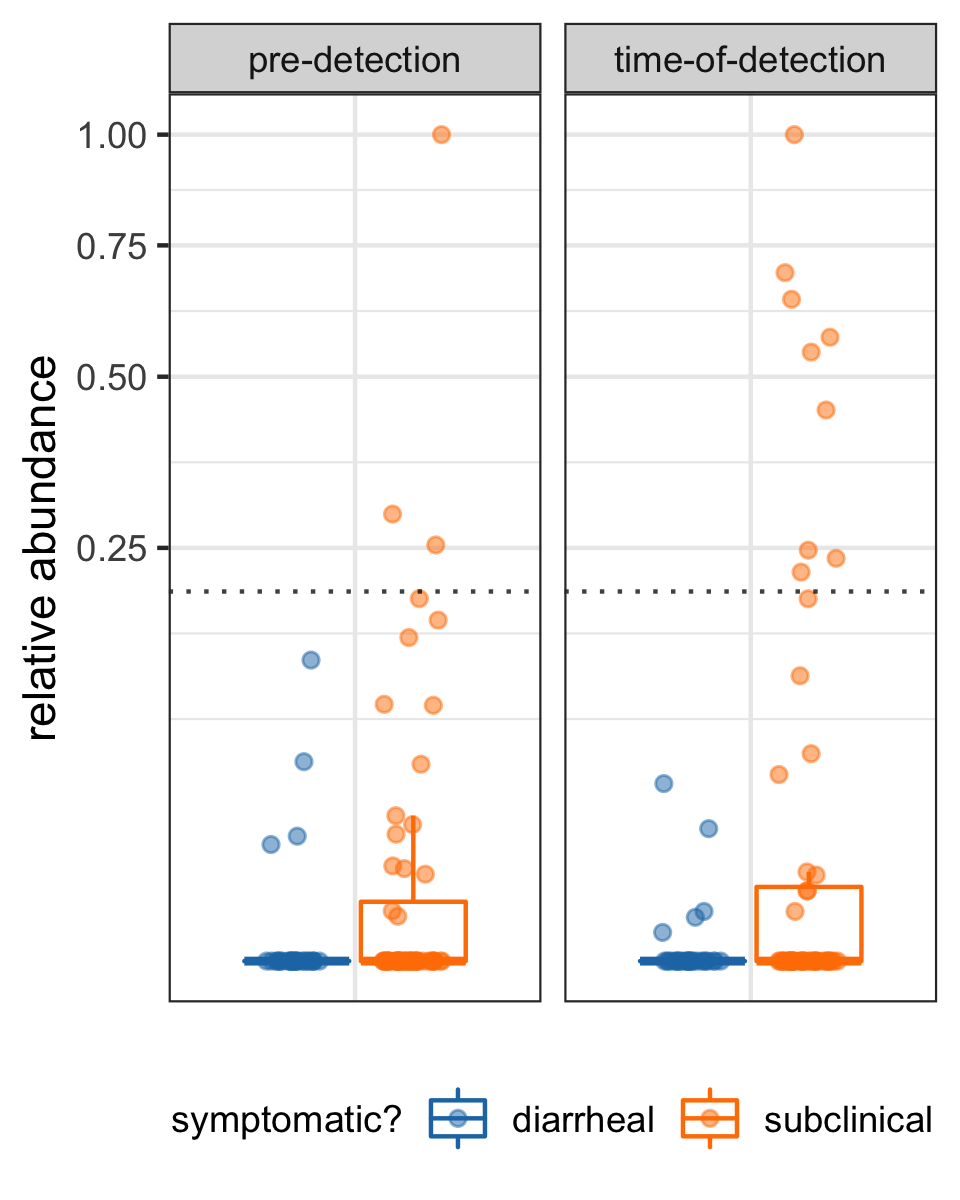 pre-detection
time-of-detection
1.00
0.75
0.50
0.25
relative abundance
symptomatic? diarrheal subclinical